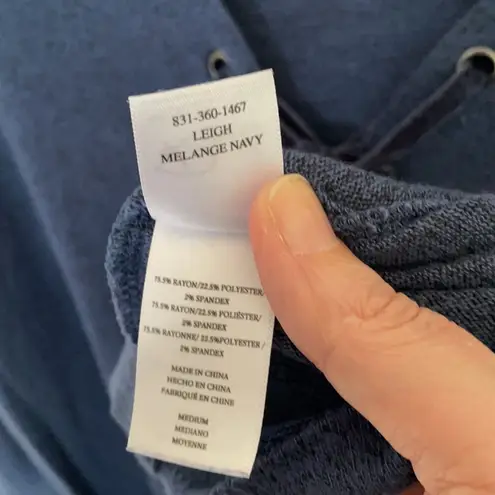 831-360-1467
LEIGH
MELANGE NAVY
75.5% RAYON/22.5% POLYESTER/
2% SPANDEX
75.5% RAYON/22.5% POLIÉSTER/
2% SPANDEX
75.5% RAYONNE/ 22.5%POLYESTER /
2% SPANDEX
MADE IN CHINA
HECHO EN CHINA
FABRIQUÉ EN CHINE
MEDIUM
MEDIANO
MOYENNE